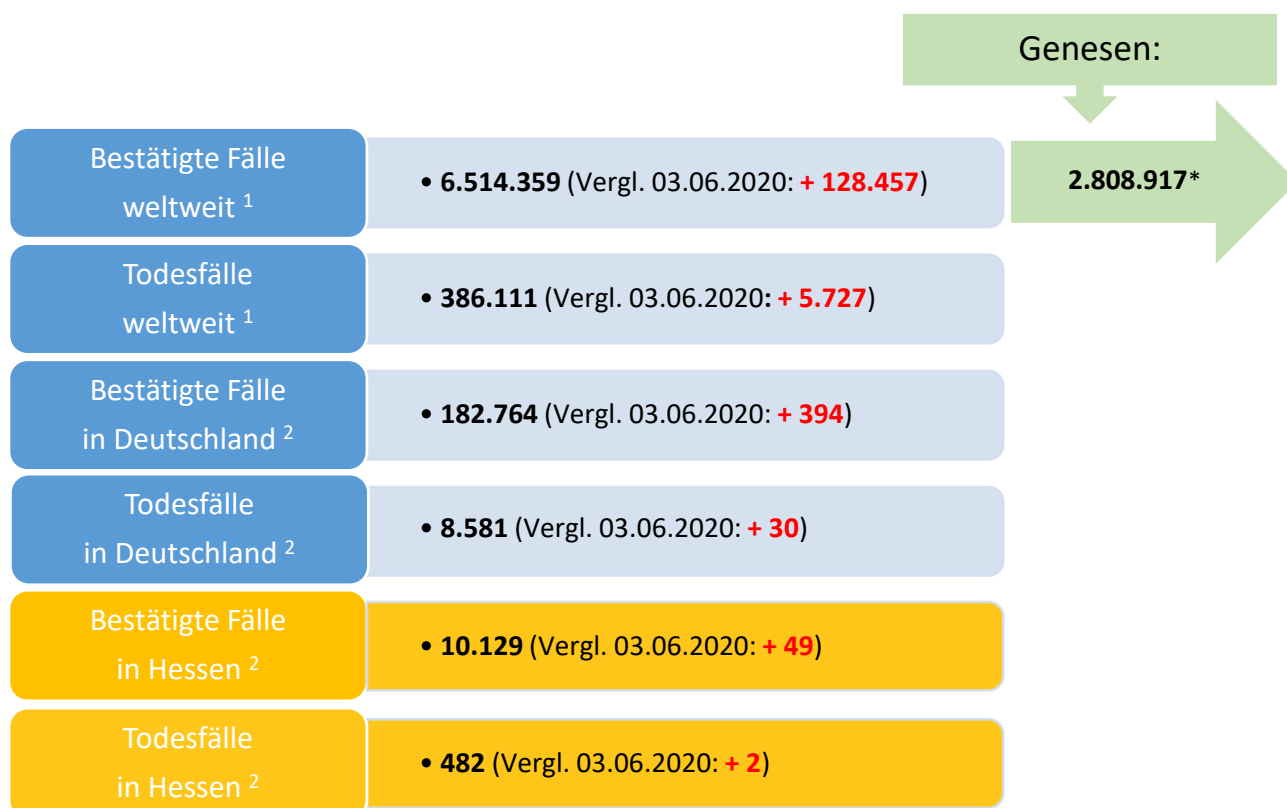 Genesen:
Bestätigte Fälle
weltweit ¹
• 6.514.359 (Vergl. 03.06.2020: + 128.457)
2.808.917*
Todesfälle
weltweit ¹
• 386.111 (Vergl. 03.06.2020: + 5.727)
Bestätigte Fälle
in Deutschland ²
• 182.764 (Vergl. 03.06.2020: + 394)
Todesfälle
in Deutschland ²
• 8.581 (Vergl. 03.06.2020: + 30)
Bestätigte Fälle
in Hessen ²
• 10.129 (Vergl. 03.06.2020: + 49)
Todesfälle
in Hessen ²
• 482 (Vergl. 03.06.2020: + 2)